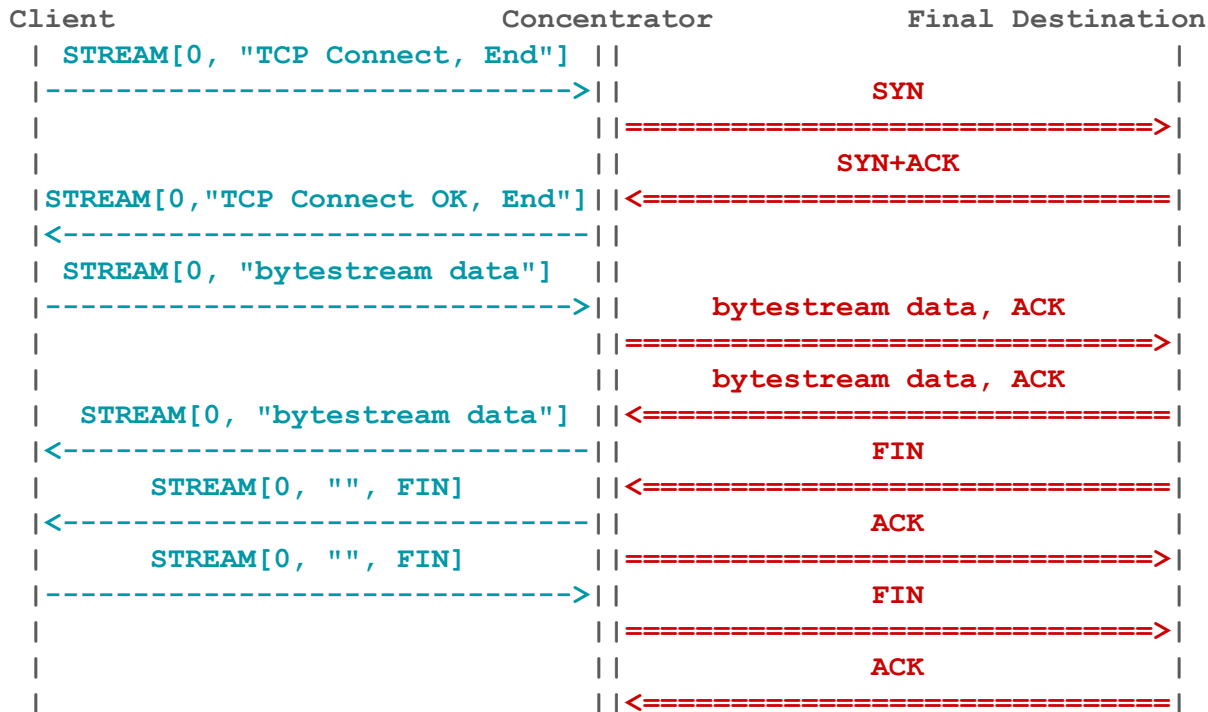 Client Concentrator Final Destination
| STREAM[0, "TCP Connect, End"] || |
|------------------------------>|| SYN |
| ||==============================>|
| || SYN+ACK |
|STREAM[0,"TCP Connect OK, End"]||<==============================|
|<------------------------------|| |
| STREAM[0, "bytestream data"] || |
|------------------------------>|| bytestream data, ACK |
| ||==============================>|
| || bytestream data, ACK |
| STREAM[0, "bytestream data"] ||<==============================|
|<------------------------------|| FIN |
| STREAM[0, "", FIN] ||<==============================|
|<------------------------------|| ACK |
| STREAM[0, "", FIN] ||==============================>|
|------------------------------>|| FIN |
| ||==============================>|
| || ACK |
| ||<==============================|